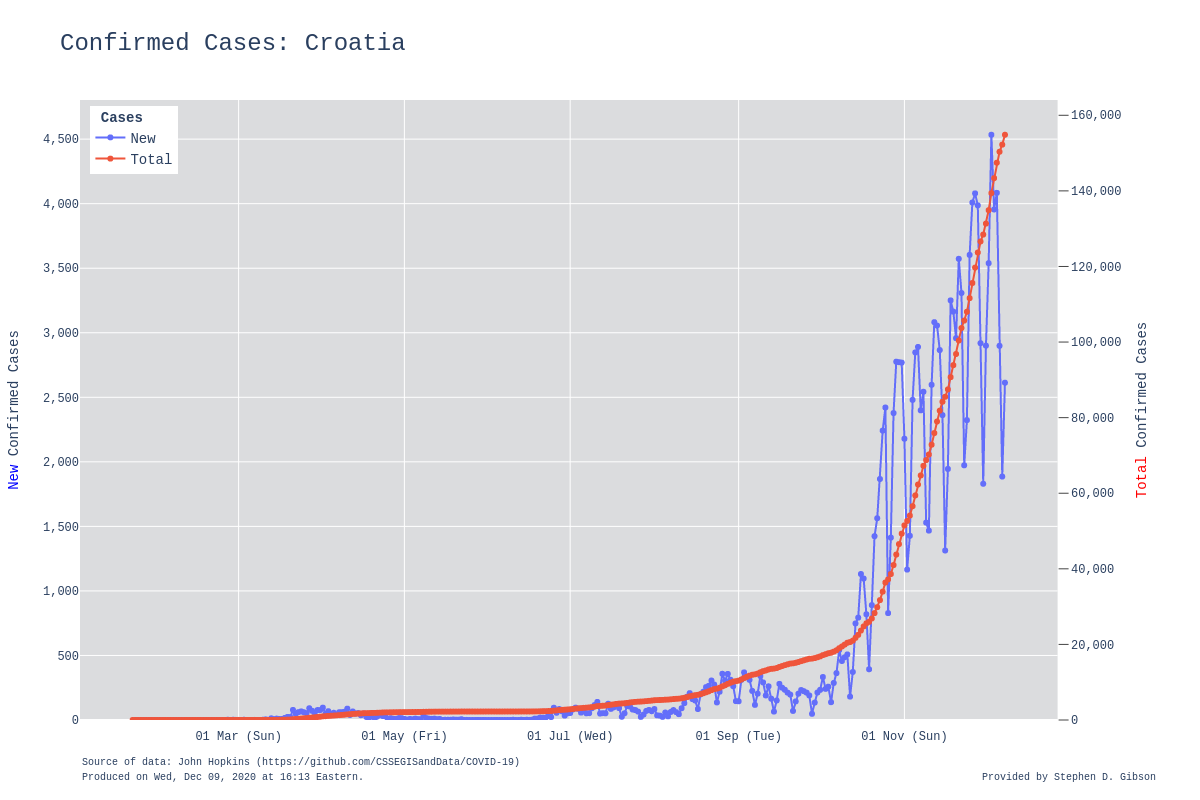 Confirmed Cases: Croatia
Cases
New
Total
4,500
4,000
3,500
3,000
2,500
2,000
1,500
1,000
500
0
160,000
140,000
120,000
100,000
80,000
60,000
40,000
20,000
0
New Confirmed Cases
Total Confirmed Cases
01 Mar (Sun)
01 May (Fri)
01 Jul (Wed)
01 Sep (Tue)
01 Nov (Sun)
Source of data: John Hopkins (https://github.com/CSSEGISandData/COVID-19)
Produced on Wed, Dec 09, 2020 at 16:13 Eastern.
Provided by Stephen D. Gibson